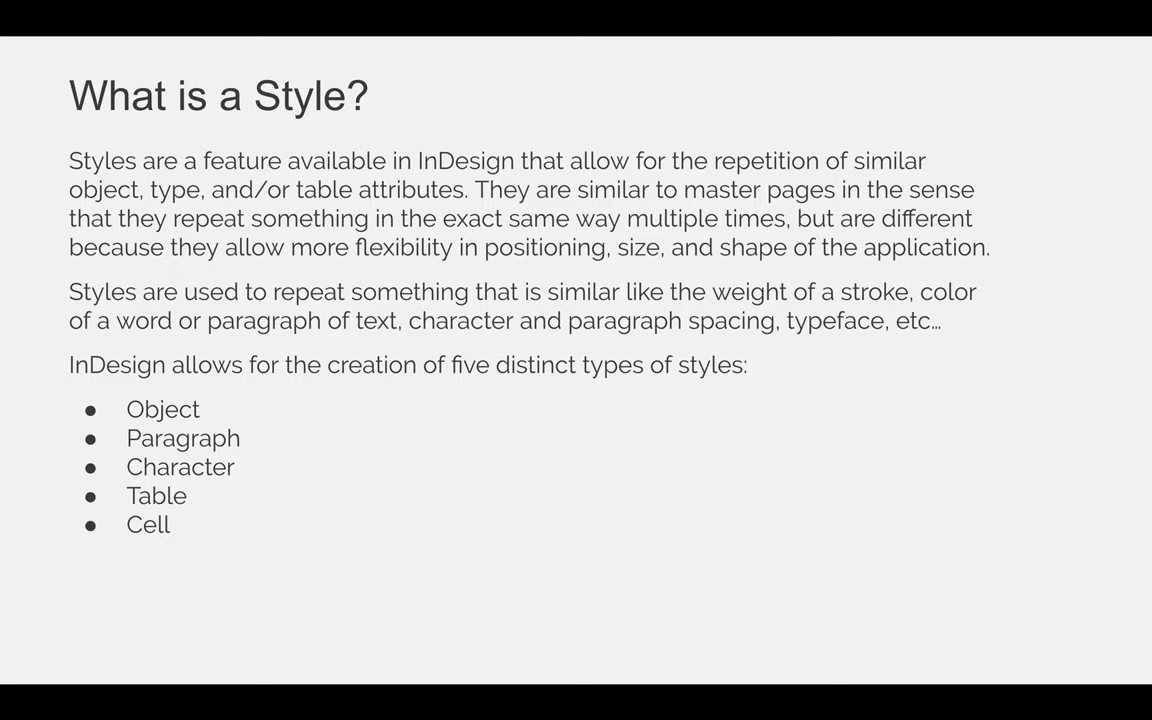 What is a Style?
Styles are a feature available in InDesign that allow for the repetition of similar
object, type, and/or table attributes. They are similar to master pages in the sense
that they repeat something in the exact same way multiple times, but are different
because they allow more flexibility in positioning, size, and shape of the application.
Styles are used to repeat something that is similar like the weight of a stroke, color
of a word or paragraph of text, character and paragraph spacing, typeface, etc…
InDesign allows for the creation of five distinct types of styles:
● Object
● Paragraph
● Character
● Table
● Cell